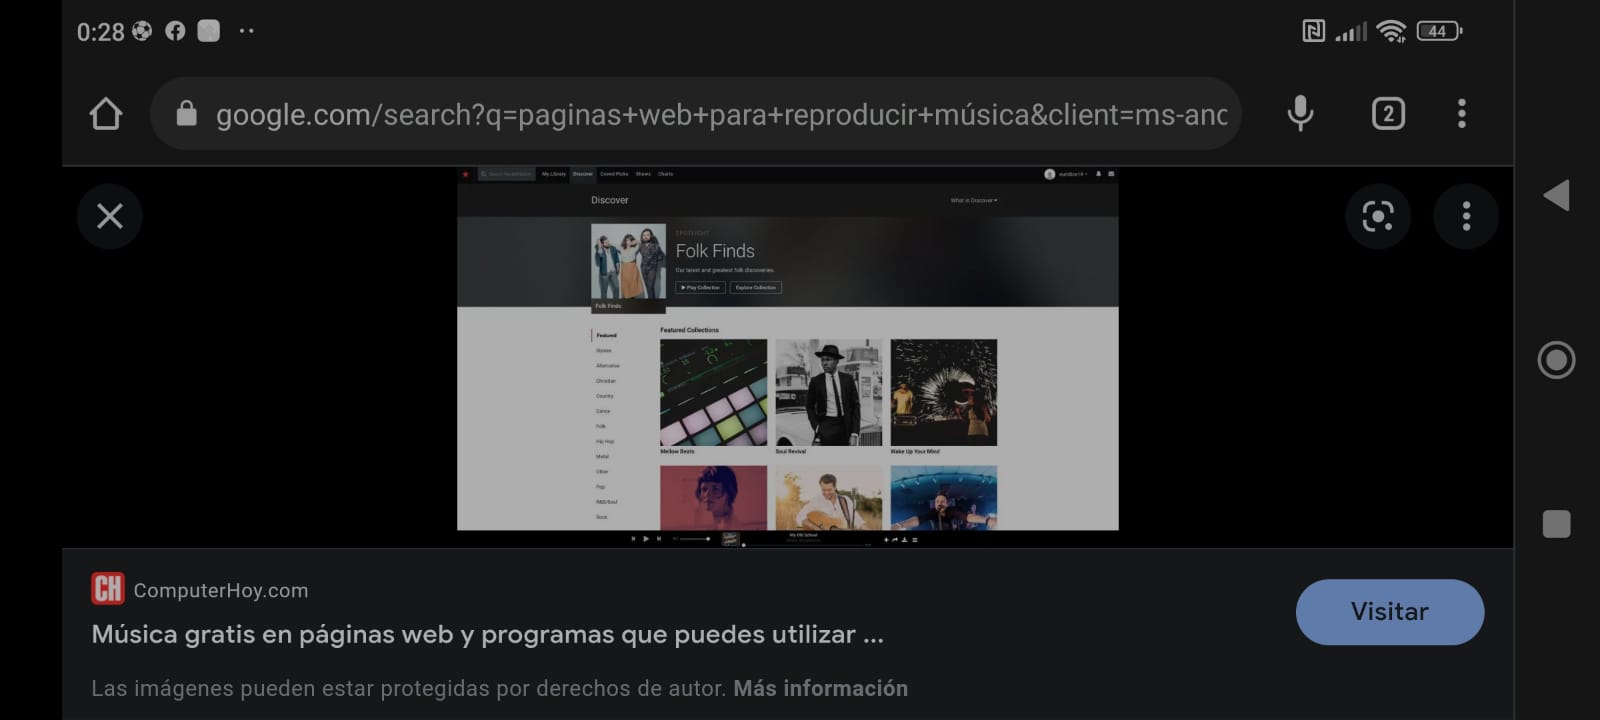 0:28
44
google.com/search?q=paginas+web+para+reproducir+música&client=ms-anc
2
My Library Discover Crowd Picks Shows Charts
Discover
What is Discover
SPOTLIGHT
Folk Finds
Our latest and greatest folk discoveries.
Play Collection Explore Collection
Folk Finds
Featured Collections
Featured
Stories
Alternative
Christian
Country
Dance
Folk
Hip Hop
Metal
Other
Pop
R&B/Soul
Rock
Mellow Beats Soul Revival Wake Up Your Mind
My Old School
CH ComputerHoy.com
Música gratis en páginas web y programas que puedes utilizar ...
Visitar
Las imágenes pueden estar protegidas por derechos de autor. Más información